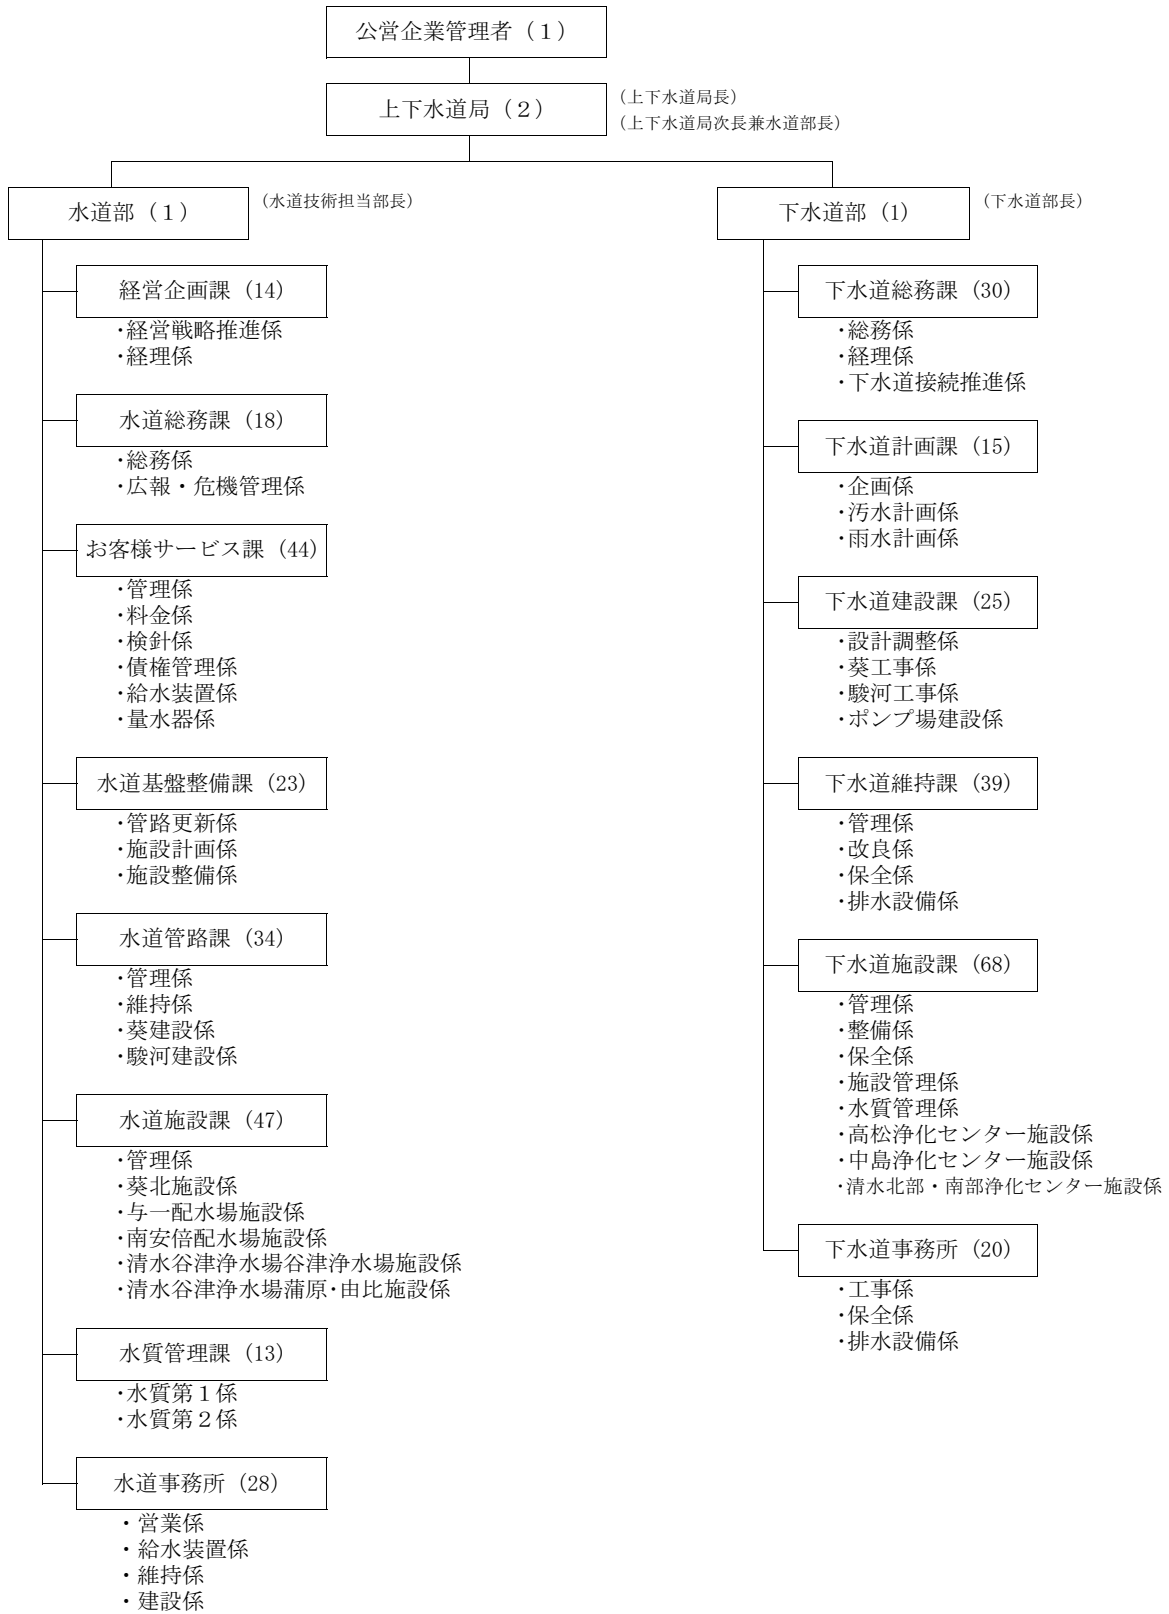 公営企業管理者（１）
上下水道局（２）
（上下水道局長）
（上下水道局次長兼水道部長）
水道部（１）
（水道技術担当部長）
経営企画課（14）
・経営戦略推進係
・経理係
水道総務課（18）
・総務係
・広報・危機管理係
お客様サービス課（44）
・管理係
・料金係
・検針係
・債権管理係
・給水装置係
・量水器係
水道基盤整備課（23）
・管路更新係
・施設計画係
・施設整備係
水道管路課（34）
・管理係
・維持係
・葵建設係
・駿河建設係
水道施設課（47）
・管理係
・葵北施設係
・与一配水場施設係
・南安倍配水場施設係
・清水谷津浄水場谷津浄水場施設係
・清水谷津浄水場蒲原・由比施設係
水質管理課（13）
・水質第１係
・水質第２係
水道事務所（28）
・営業係
・給水装置係
・維持係
・建設係
下水道部（1）
（下水道部長）
下水道総務課（30）
・総務係
・経理係
・下水道接続推進係
下水道計画課（15）
・企画係
・汚水計画係
・雨水計画係
下水道建設課（25）
・設計調整係
・葵工事係
・駿河工事係
・ポンプ場建設係
下水道維持課（39）
・管理係
・改良係
・保全係
・排水設備係
下水道施設課（68）
・管理係
・整備係
・保全係
・施設管理係
・水質管理係
・高松浄化センター施設係
・中島浄化センター施設係
・清水北部・南部浄化センター施設係
下水道事務所（20）
・工事係
・保全係
・排水設備係